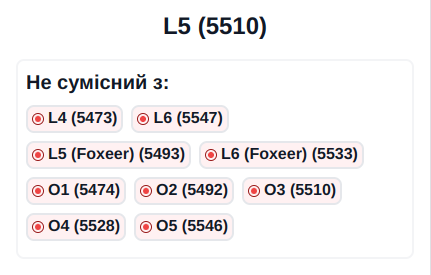 L5 (5510)
Не сумісний з:
L4 (5473) L6 (5547)
L5 (Foxeer) (5493) L6 (Foxeer) (5533)
O1 (5474) O2 (5492) O3 (5510)
O4 (5528) O5 (5546)